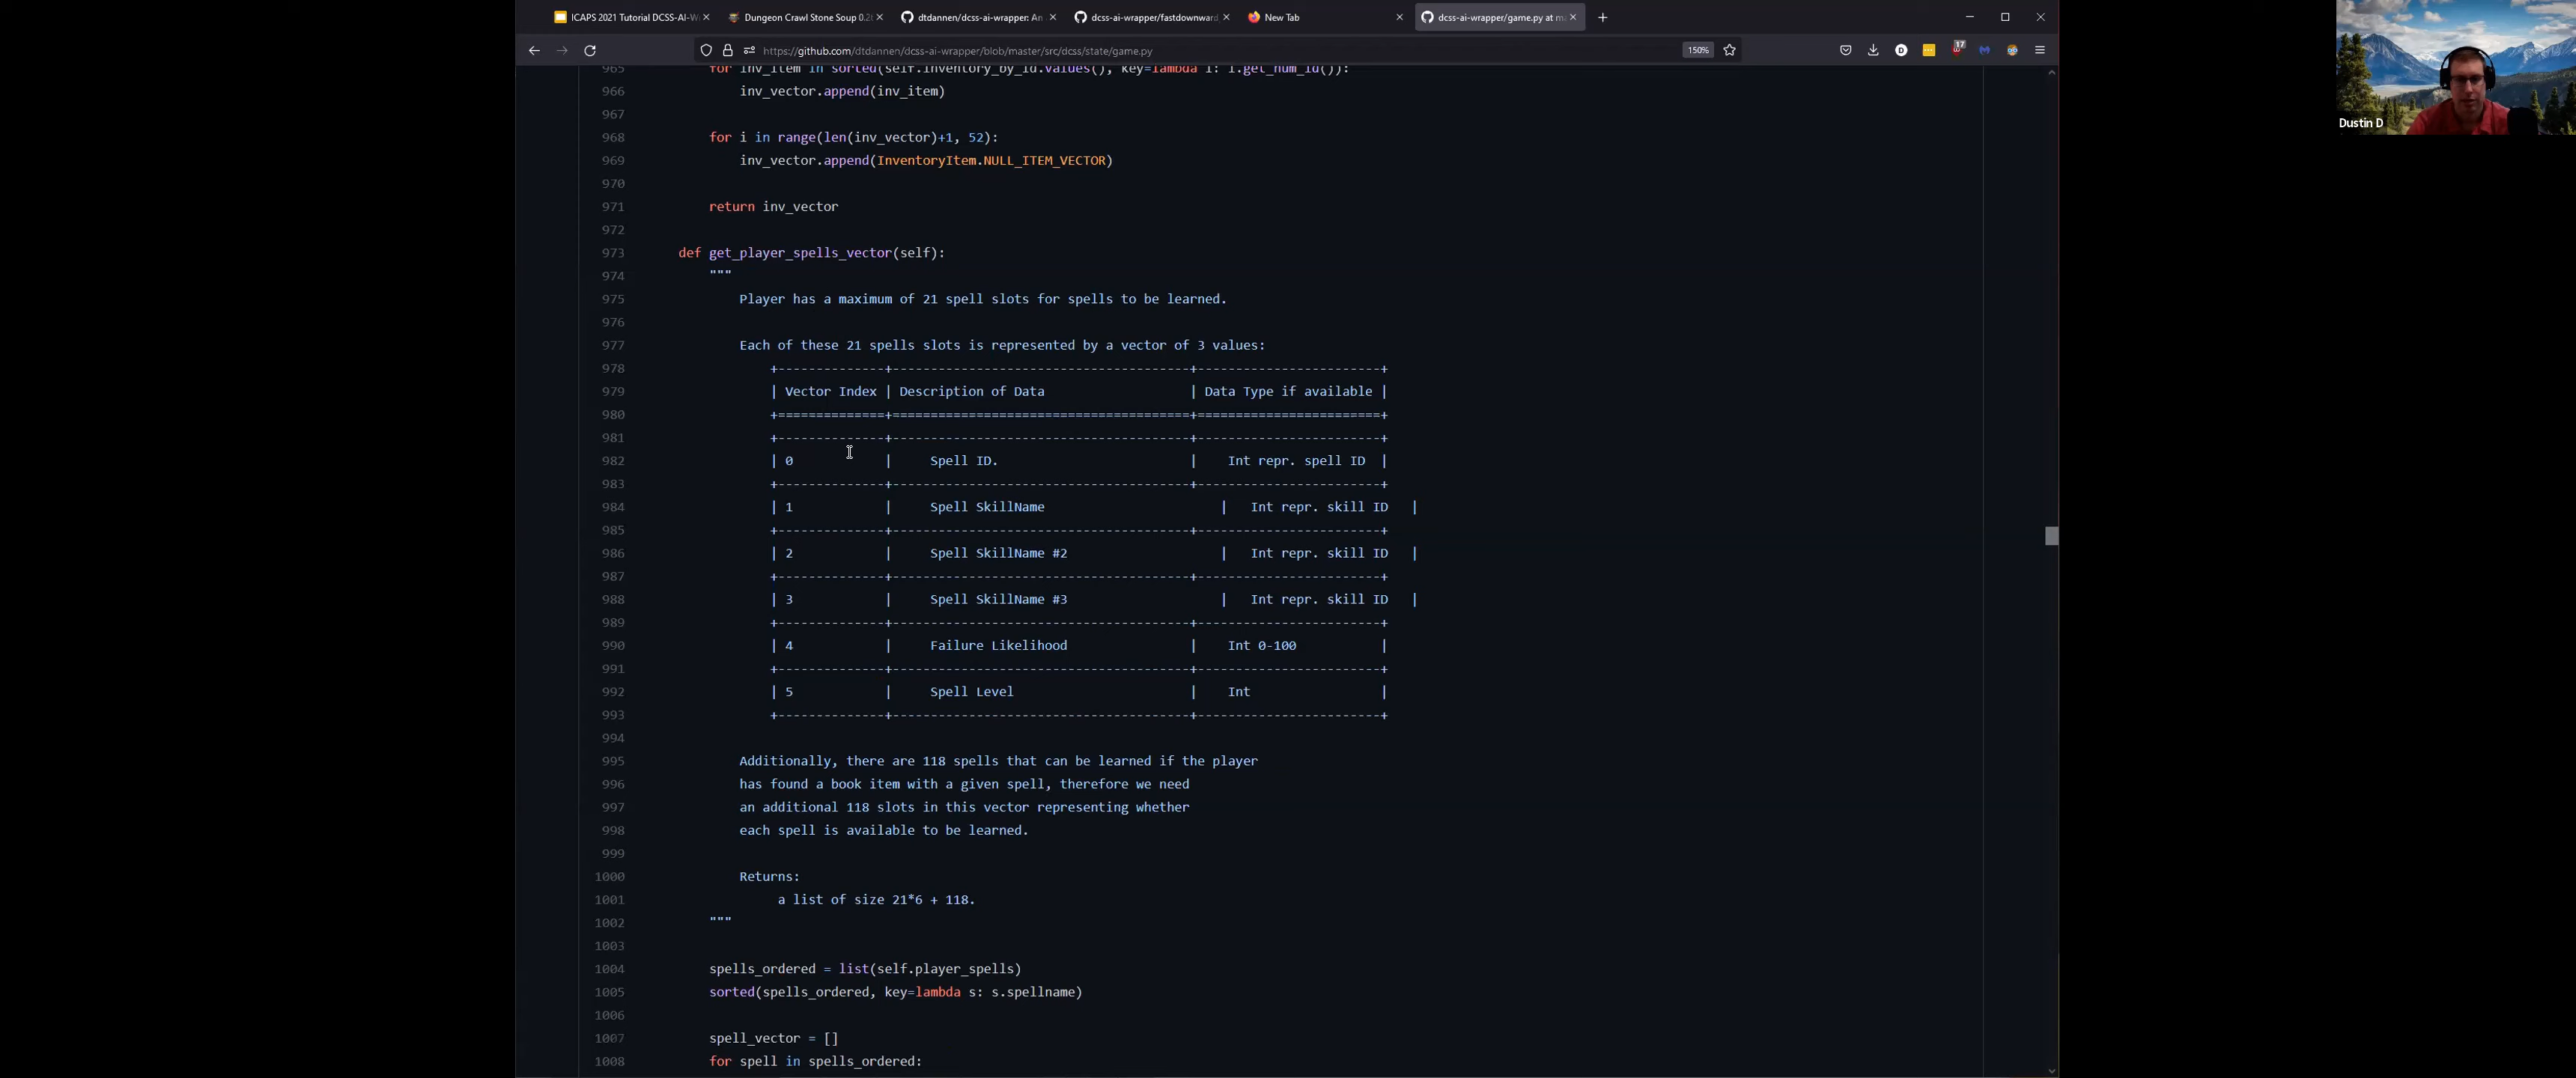 ICAPS 2021 Tutorial DCSS-AI-W
Dungeon Crawl Stone Soup 0.2
dtdannen/dcss-ai-wrapper: An
dcss-ai-wrapper/fastdownward
New Tab
dcss-ai-wrapper/game.py at m
https://github.com/dtdannen/dcss-ai-wrapper/blob/master/src/dcss/state/game.py
150%
17
965 for inv_item in sorted(self.inventory_by_id.values(), key=lambda i: i.get_num_id()):
966 inv_vector.append(inv_item)
967
968 for i in range(len(inv_vector)+1, 52):
969 inv_vector.append(InventoryItem.NULL_ITEM_VECTOR)
970
971 return inv_vector
972
973 def get_player_spells_vector(self):
974 """
975 Player has a maximum of 21 spell slots for spells to be learned.
976
977 Each of these 21 spells slots is represented by a vector of 3 values:
978 +--------------+---------------------------------------+------------------------+
979 | Vector Index | Description of Data | Data Type if available |
980 +==============+=======================================+========================+
981 +--------------+---------------------------------------+------------------------+
982 | 0 | Spell ID. | Int repr. spell ID |
983 +--------------+---------------------------------------+------------------------+
984 | 1 | Spell SkillName | Int repr. skill ID |
985 +--------------+---------------------------------------+------------------------+
986 | 2 | Spell SkillName #2 | Int repr. skill ID |
987 +--------------+---------------------------------------+------------------------+
988 | 3 | Spell SkillName #3 | Int repr. skill ID |
989 +--------------+---------------------------------------+------------------------+
990 | 4 | Failure Likelihood | Int 0-100 |
991 +--------------+---------------------------------------+------------------------+
992 | 5 | Spell Level | Int |
993 +--------------+---------------------------------------+------------------------+
994
995 Additionally, there are 118 spells that can be learned if the player
996 has found a book item with a given spell, therefore we need
997 an additional 118 slots in this vector representing whether
998 each spell is available to be learned.
999
1000 Returns:
1001 a list of size 21*6 + 118.
1002 """
1003
1004 spells_ordered = list(self.player_spells)
1005 sorted(spells_ordered, key=lambda s: s.spellname)
1006
1007 spell_vector = []
1008 for spell in spells_ordered:
Dustin D